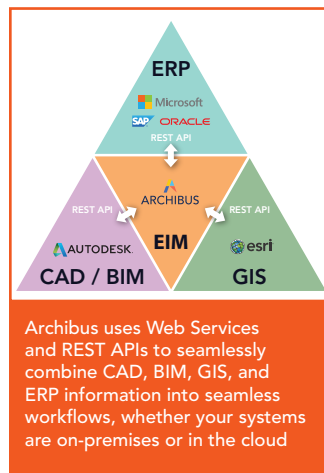 ERP
Microsoft
SAP ORACLE
REST API
ARCHIBUS
REST API
REST API
AUTODESK.
EIM
esri
CAD / BIM
GIS
Archibus uses Web Services
and REST APIs to seamlessly
combine CAD, BIM, GIS, and
ERP information into seamless
workflows, whether your systems
are on-premises or in the cloud